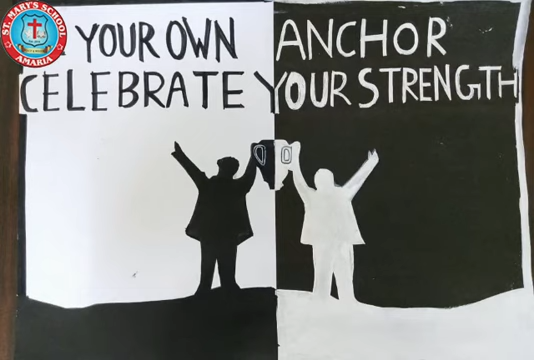 ST. MARY'S SCHOOL
AMARIA
YOUR OWN ANCHOR
CELEBRATE YOUR STRENGTH